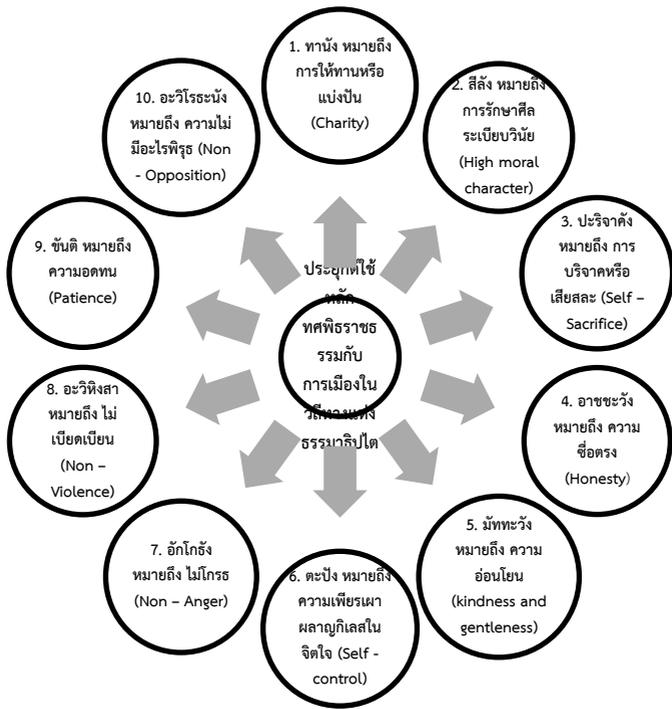 1. ทานัง หมายถึง
การให้ทานหรือ
แบ่งปัน
(Charity)
2. สีลัง หมายถึง
การรักษาศีล
ระเบียบวินัย
(High moral
character)
3. ปะริจาคัง
หมายถึง การ
บริจาคหรือ
เสียสละ (Self –
Sacrifice)
4. อาชชะวัง
หมายถึง ความ
ซื่อตรง
(Honesty)
5. มัททะวัง
หมายถึง ความ
อ่อนโยน
(kindness and
gentleness)
6. ตะปัง หมายถึง
ความเพียรเผา
ผลาญกิเลสใน
จิตใจ (Self -
control)
7. อักโกธัง
หมายถึง ไม่โกรธ
(Non – Anger)
8. อะวิหิงสา
หมายถึง ไม่
เบียดเบียน
(Non –
Violence)
9. ขันติ หมายถึง
ความอดทน
(Patience)
10. อะวิโรธะนัง
หมายถึง ความไม่
มีอะไรพิรุธ (Non
- Opposition)
ประยุกต์ใช้
หลัก
ทศพิธราชธ
รรมกับ
การเมืองใน
วิถีทางแห่ง
ธรรมาธิปไต